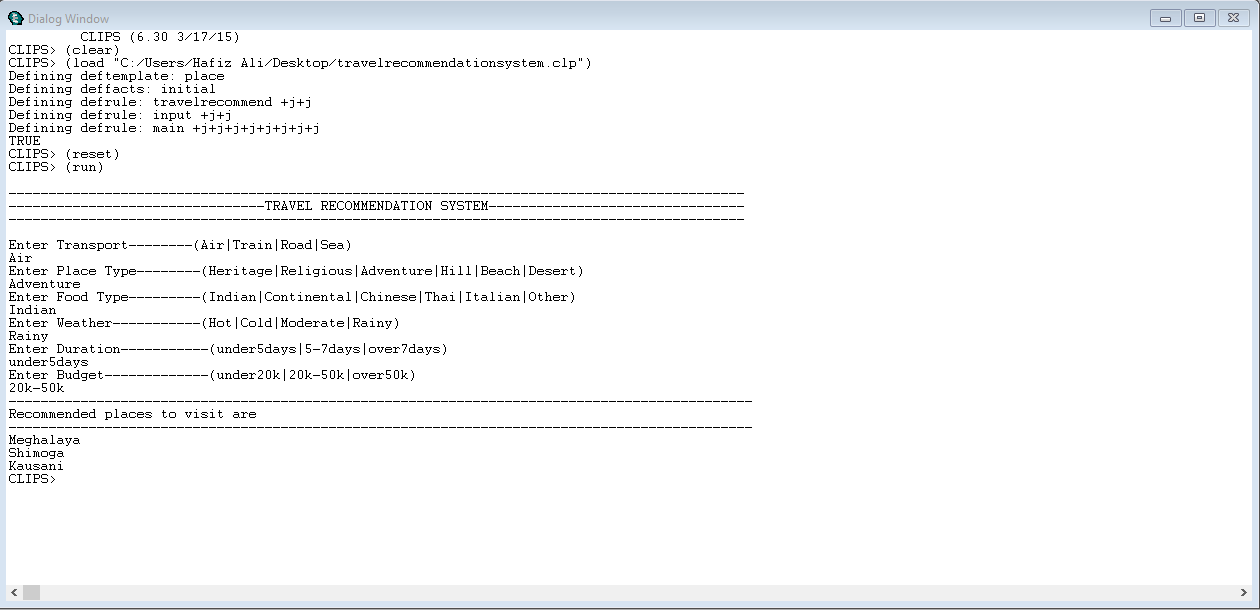 Dialog Window
CLIPS (6.30 3/17/15)
CLIPS> (clear)
CLIPS> (load "C:/Users/Hafiz Ali/Desktop/travelrecommendationsystem.clp")
Defining deftemplate: place
Defining deffacts: initial
Defining defrule: travelrecommend +j+j
Defining defrule: input +j+j
Defining defrule: main +j+j+j+j+j+j+j+j
TRUE
CLIPS> (reset)
CLIPS> (run)
--------------------------------------------------------------------------------------------
--------------------------------TRAVEL RECOMMENDATION SYSTEM--------------------------------
--------------------------------------------------------------------------------------------
Enter Transport--------(Air|Train|Road|Sea)
Air
Enter Place Type--------(Heritage|Religious|Adventure|Hill|Beach|Desert)
Adventure
Enter Food Type---------(Indian|Continental|Chinese|Thai|Italian|Other)
Indian
Enter Weather-----------(Hot|Cold|Moderate|Rainy)
Rainy
Enter Duration-----------(under5days|5-7days|over7days)
under5days
Enter Budget-------------(under20k|20k-50k|over50k)
20k-50k
---------------------------------------------------------------------------------------------
Recommended places to visit are
---------------------------------------------------------------------------------------------
Meghalaya
Shimoga
Kausani
CLIPS>